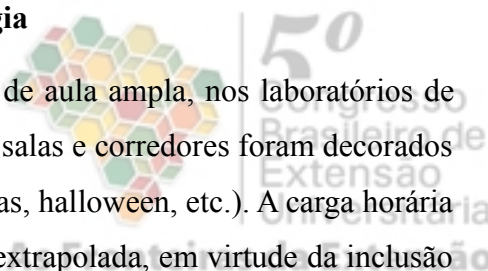 gia
de aula ampla, nos laboratórios de
salas e corredores foram decorados
as, halloween, etc.). A carga horária
extrapolada, em virtude da inclusão
5º
Congresso
Brasileiro de
Extensão
Universitária